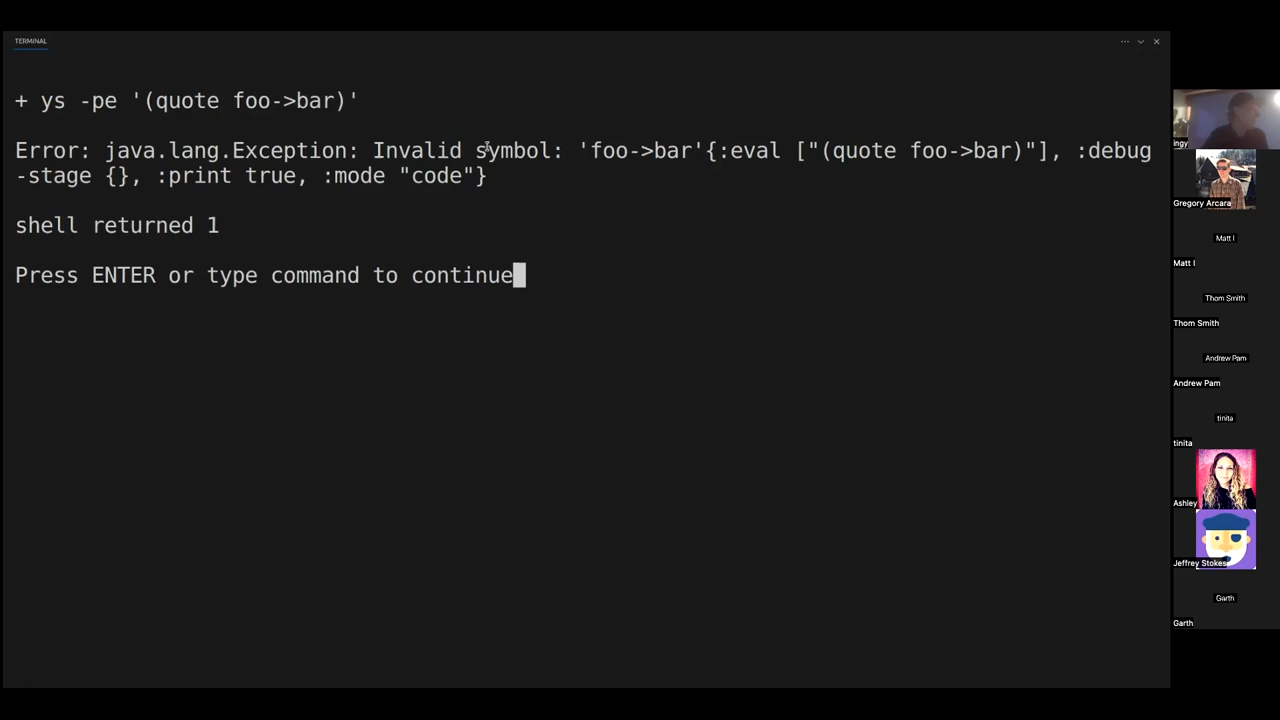 TERMINAL
+ ys -pe '(quote foo->bar)'
Error: java.lang.Exception: Invalid symbol: 'foo->bar'{:eval ["(quote foo->bar)"], :debug
-stage {}, :print true, :mode "code"}
shell returned 1
Press ENTER or type command to continue
ingy
Gregory Arcara
Matt I
Matt I
Thom Smith
Thom Smith
Andrew Pam
Andrew Pam
tinita
tinita
Ashley
Jeffrey Stokes
Garth
Garth